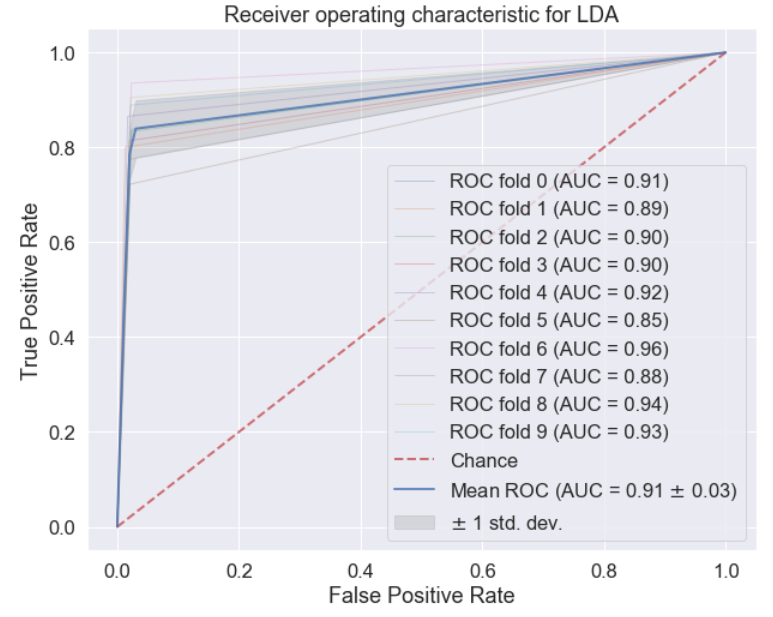 Receiver operating characteristic for LDA
1.0
0.8
0.6
0.4
0.2
0.0
True Positive Rate
ROC fold 0 (AUC = 0.91)
ROC fold 1 (AUC = 0.89)
ROC fold 2 (AUC = 0.90)
ROC fold 3 (AUC = 0.90)
ROC fold 4 (AUC = 0.92)
ROC fold 5 (AUC = 0.85)
ROC fold 6 (AUC = 0.96)
ROC fold 7 (AUC = 0.88)
ROC fold 8 (AUC = 0.94)
ROC fold 9 (AUC = 0.93)
Chance
Mean ROC (AUC = 0.91 ± 0.03)
± 1 std. dev.
0.0 0.2 0.4 0.6 0.8 1.0
False Positive Rate